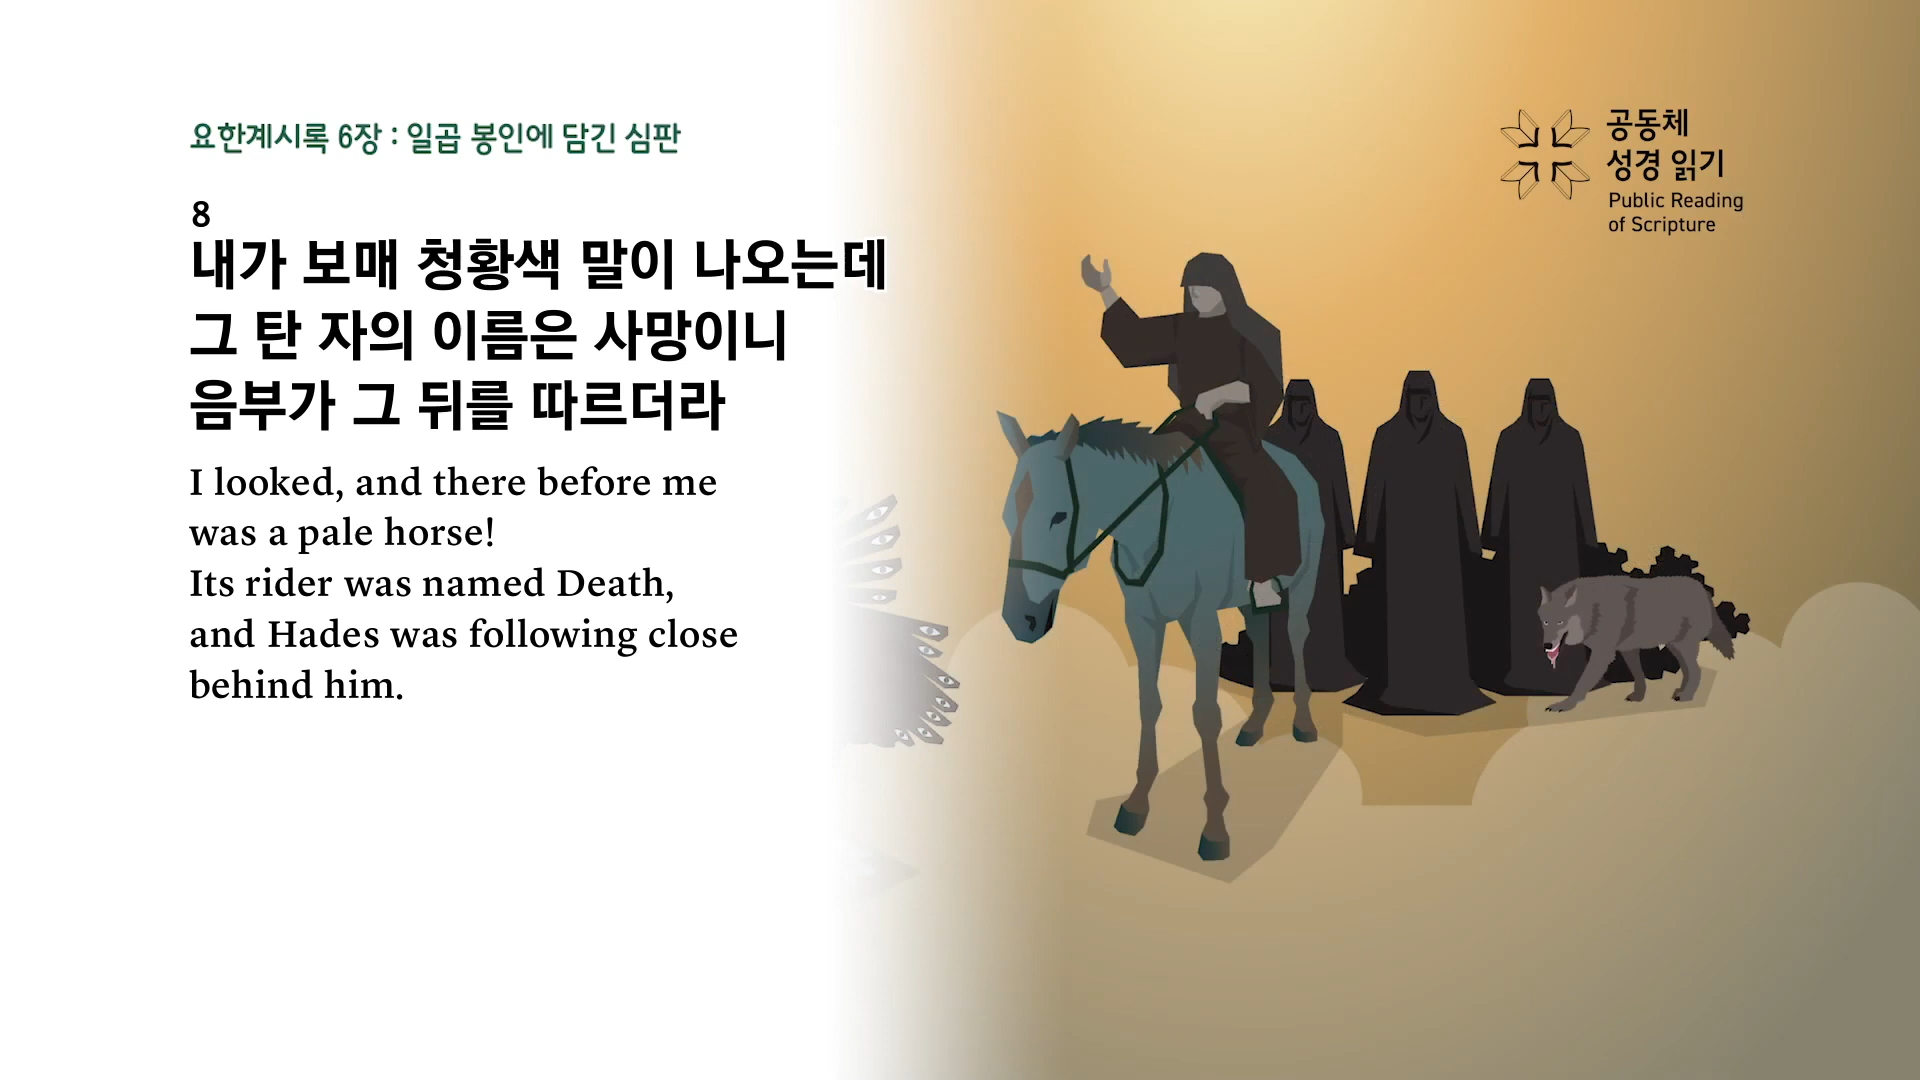 요한계시록 6장 : 일곱 봉인에 담긴 심판
8
내가 보매 청황색 말이 나오는데
그 탄 자의 이름은 사망이니
음부가 그 뒤를 따르더라
I looked, and there before me
was a pale horse!
Its rider was named Death,
and Hades was following close
behind him.
공동체
성경 읽기
Public Reading
of Scripture